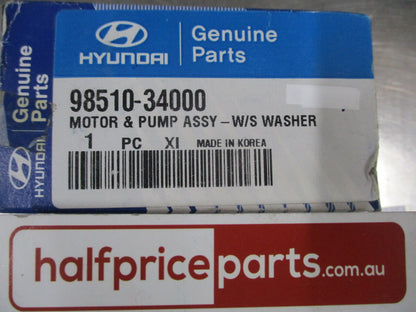 HYUNDAI
Genuine
Parts
HYUNDAI
Genuine
Parts
98510-34000
MOTOR & PUMP ASSY-W/S WASHER
1 PC XI MADE IN KOREA
halfpriceparts.com.au